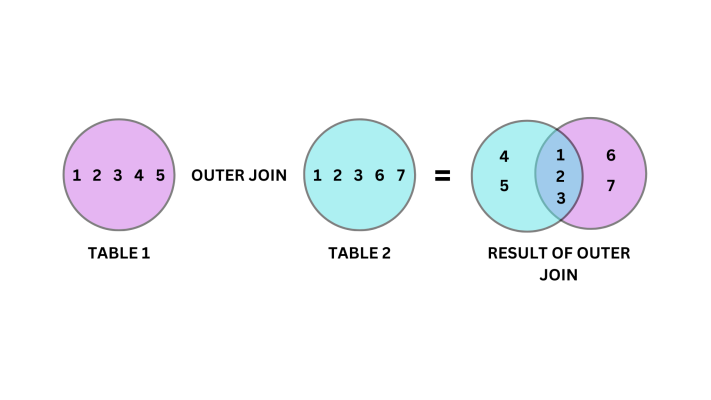 1 2 3 4 5
TABLE 1
OUTER JOIN
1 2 3 6 7
TABLE 2
=
4
5
1
2
3
6
7
RESULT OF OUTER
JOIN